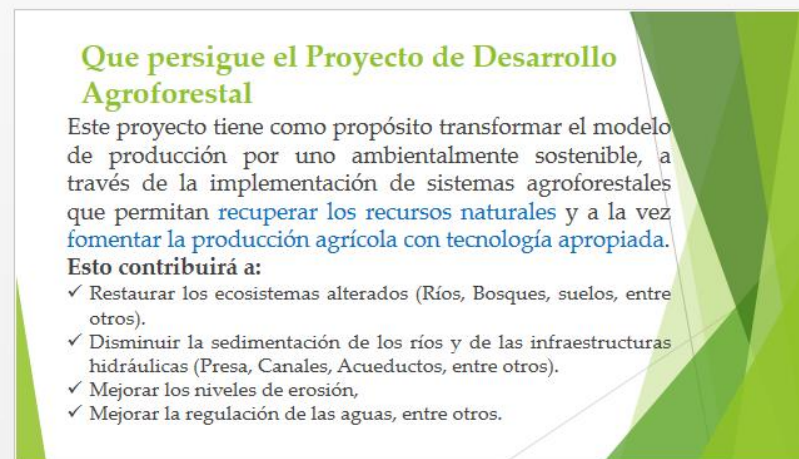 Que persigue el Proyecto de Desarrollo
Agroforestal
Este proyecto tiene como propósito transformar el modelo
de producción por uno ambientalmente sostenible, a
través de la implementación de sistemas agroforestales
que permitan recuperar los recursos naturales y a la vez
fomentar la producción agrícola con tecnología apropiada.
Esto contribuirá a:
✓ Restaurar los ecosistemas alterados (Ríos, Bosques, suelos, entre
otros).
✓ Disminuir la sedimentación de los ríos y de las infraestructuras
hidráulicas (Presa, Canales, Acueductos, entre otros).
✓ Mejorar los niveles de erosión,
✓ Mejorar la regulación de las aguas, entre otros.